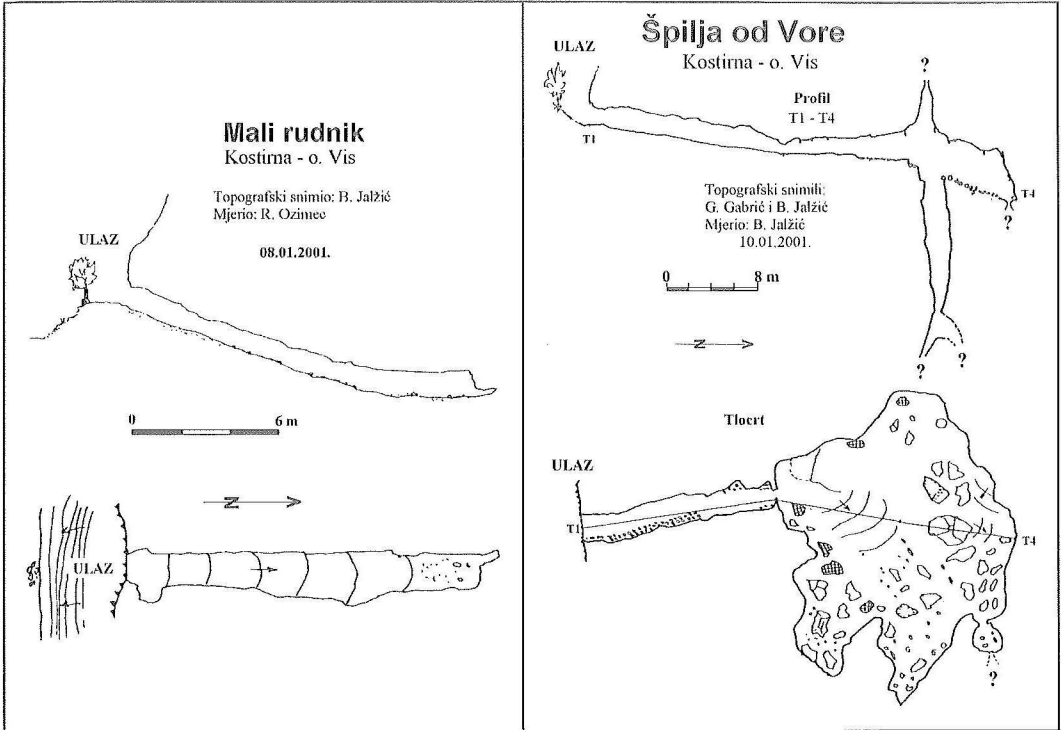 Mali rudnik
Kostirna - o. Vis
Topografski snimio: B. Jalžić
Mjerio: R. Ozimec
08.01.2001.
ULAZ
0 6 m
N
ULAZ
Špilja od Vore
Kostirna - o. Vis
ULAZ
?
Profil
T1 - T4
T1
T4
?
Topografski snimili:
G. Gabrić i B. Jalžić
Mjerio: B. Jalžić
10.01.2001.
0 8 m
N
?
?
Tlocrt
ULAZ
T1
T4
?